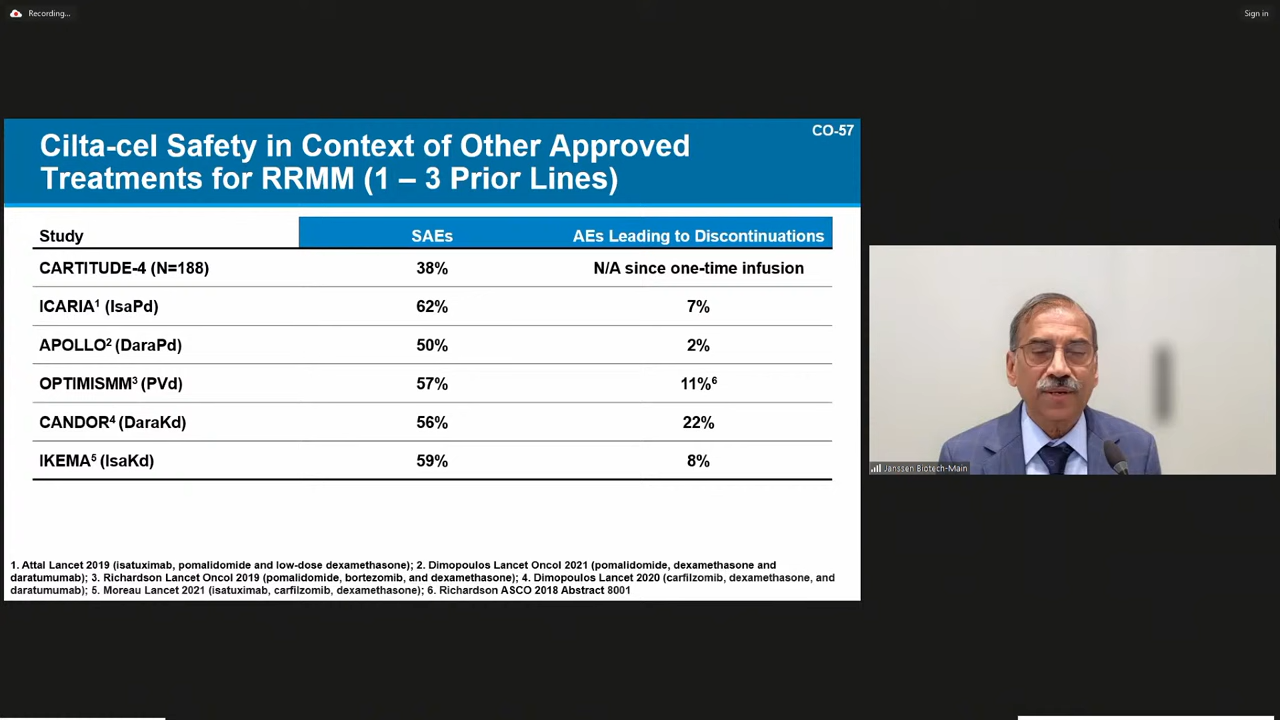 Recording...
Sign in
CO-57
Cilta-cel Safety in Context of Other Approved
Treatments for RRMM (1 – 3 Prior Lines)
Study SAEs AEs Leading to Discontinuations
CARTITUDE-4 (N=188) 38% N/A since one-time infusion
ICARIA¹ (IsaPd) 62% 7%
APOLLO² (DaraPd) 50% 2%
OPTIMISMM³ (PVd) 57% 11%⁶
CANDOR⁴ (DaraKd) 56% 22%
IKEMA⁵ (IsaKd) 59% 8%
1. Attal Lancet 2019 (isatuximab, pomalidomide and low-dose dexamethasone); 2. Dimopoulos Lancet Oncol 2021 (pomalidomide, dexamethasone and
daratumumab); 3. Richardson Lancet Oncol 2019 (pomalidomide, bortezomib, and dexamethasone); 4. Dimopoulos Lancet 2020 (carfilzomib, dexamethasone, and
daratumumab); 5. Moreau Lancet 2021 (isatuximab, carfilzomib, dexamethasone); 6. Richardson ASCO 2018 Abstract 8001
Janssen Biotech-Main